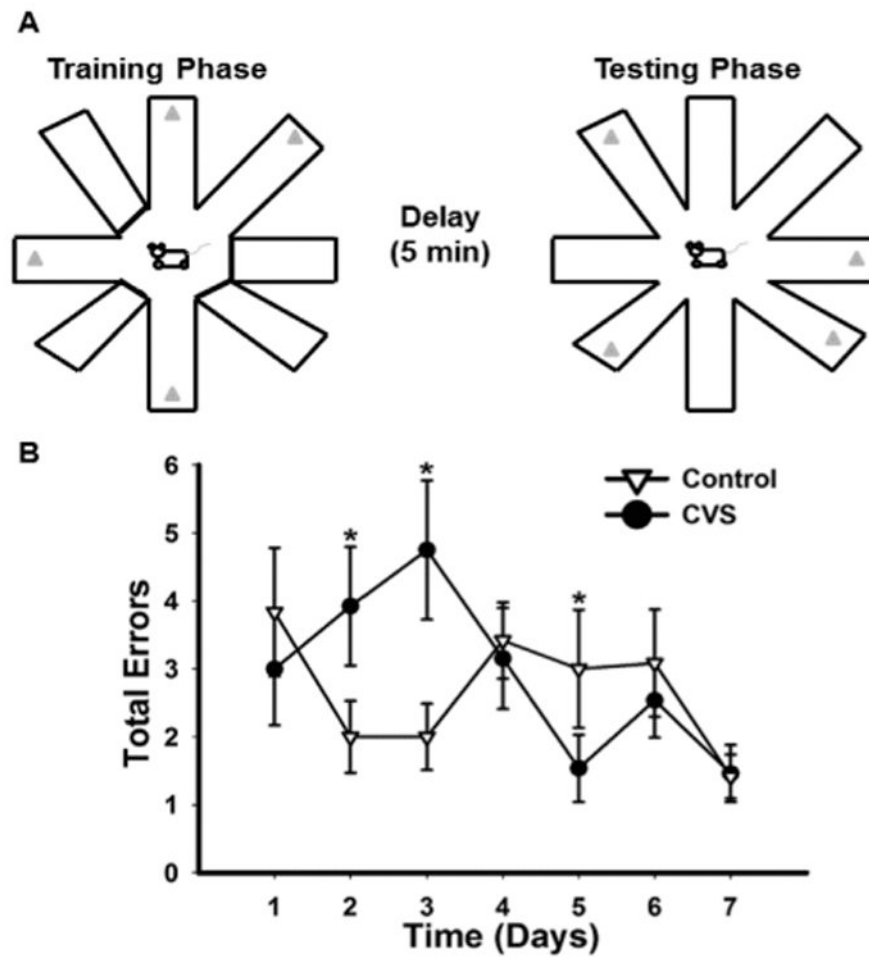 A
Training Phase
Testing Phase
Delay
(5 min)
B
Control
CVS
Total Errors
6
5
4
3
2
1
0
*
*
*
1 2 3 4 5 6 7
Time (Days)